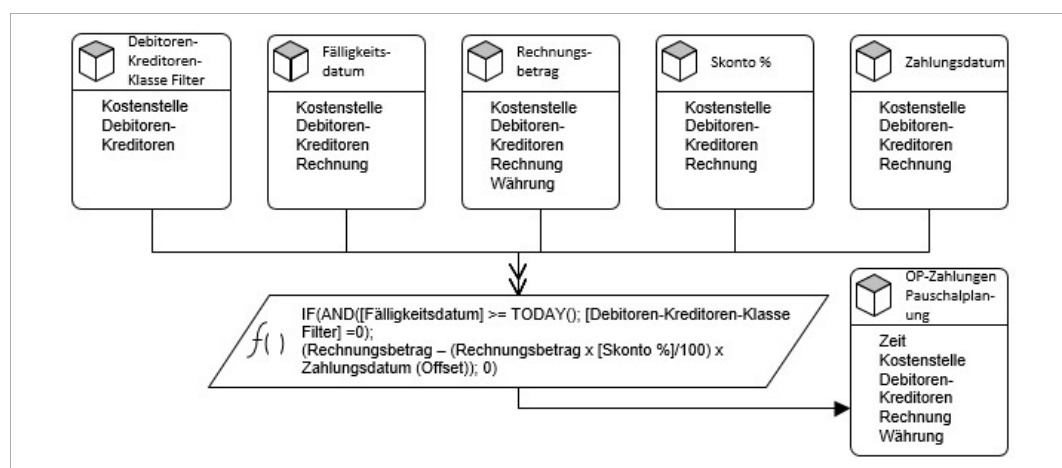 Debitoren-
Kreditoren-
Klasse Filter
Kostenstelle
Debitoren-
Kreditoren
Fälligkeits-
datum
Kostenstelle
Debitoren-
Kreditoren
Rechnung
Rechnungs-
betrag
Kostenstelle
Debitoren-
Kreditoren
Rechnung
Währung
Skonto %
Kostenstelle
Debitoren-
Kreditoren
Rechnung
Zahlungsdatum
Kostenstelle
Debitoren-
Kreditoren
Rechnung
f()
IF(AND([Fälligkeitsdatum] >= TODAY(); [Debitoren-Kreditoren-Klasse
Filter] =0);
(Rechnungsbetrag – (Rechnungsbetrag x [Skonto %]/100) x
Zahlungsdatum (Offset)); 0)
OP-Zahlungen
Pauschalplan-
ung
Zeit
Kostenstelle
Debitoren-
Kreditoren
Rechnung
Währung